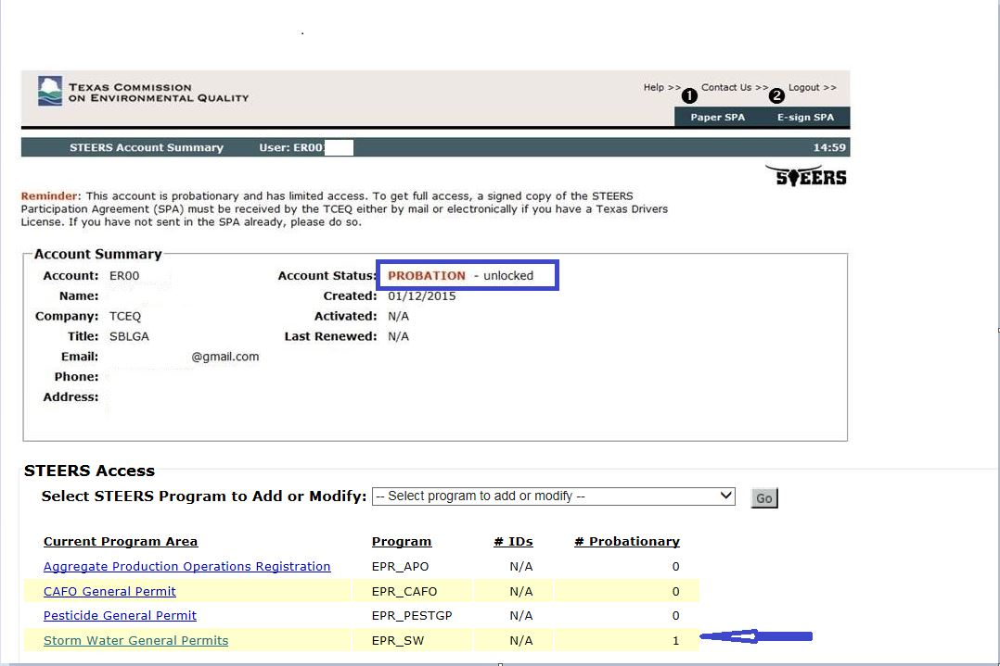 TEXAS COMMISSION
ON ENVIRONMENTAL QUALITY
Help >> Contact Us >> Logout >>
1 2
Paper SPA E-sign SPA
STEERS Account Summary User: ER00 14:59
STEERS
Reminder: This account is probationary and has limited access. To get full access, a signed copy of the STEERS
Participation Agreement (SPA) must be received by the TCEQ either by mail or electronically if you have a Texas Drivers
License. If you have not sent in the SPA already, please do so.
Account Summary
Account: ER00 Account Status: PROBATION - unlocked
Name: Created: 01/12/2015
Company: TCEQ Activated: N/A
Title: SBLGA Last Renewed: N/A
Email: @gmail.com
Phone:
Address:
STEERS Access
Select STEERS Program to Add or Modify: -- Select program to add or modify -- Go
Current Program Area Program # IDs # Probationary
Aggregate Production Operations Registration EPR_APO N/A 0
CAFO General Permit EPR_CAFO N/A 0
Pesticide General Permit EPR_PESTGP N/A 0
Storm Water General Permits EPR_SW N/A 1